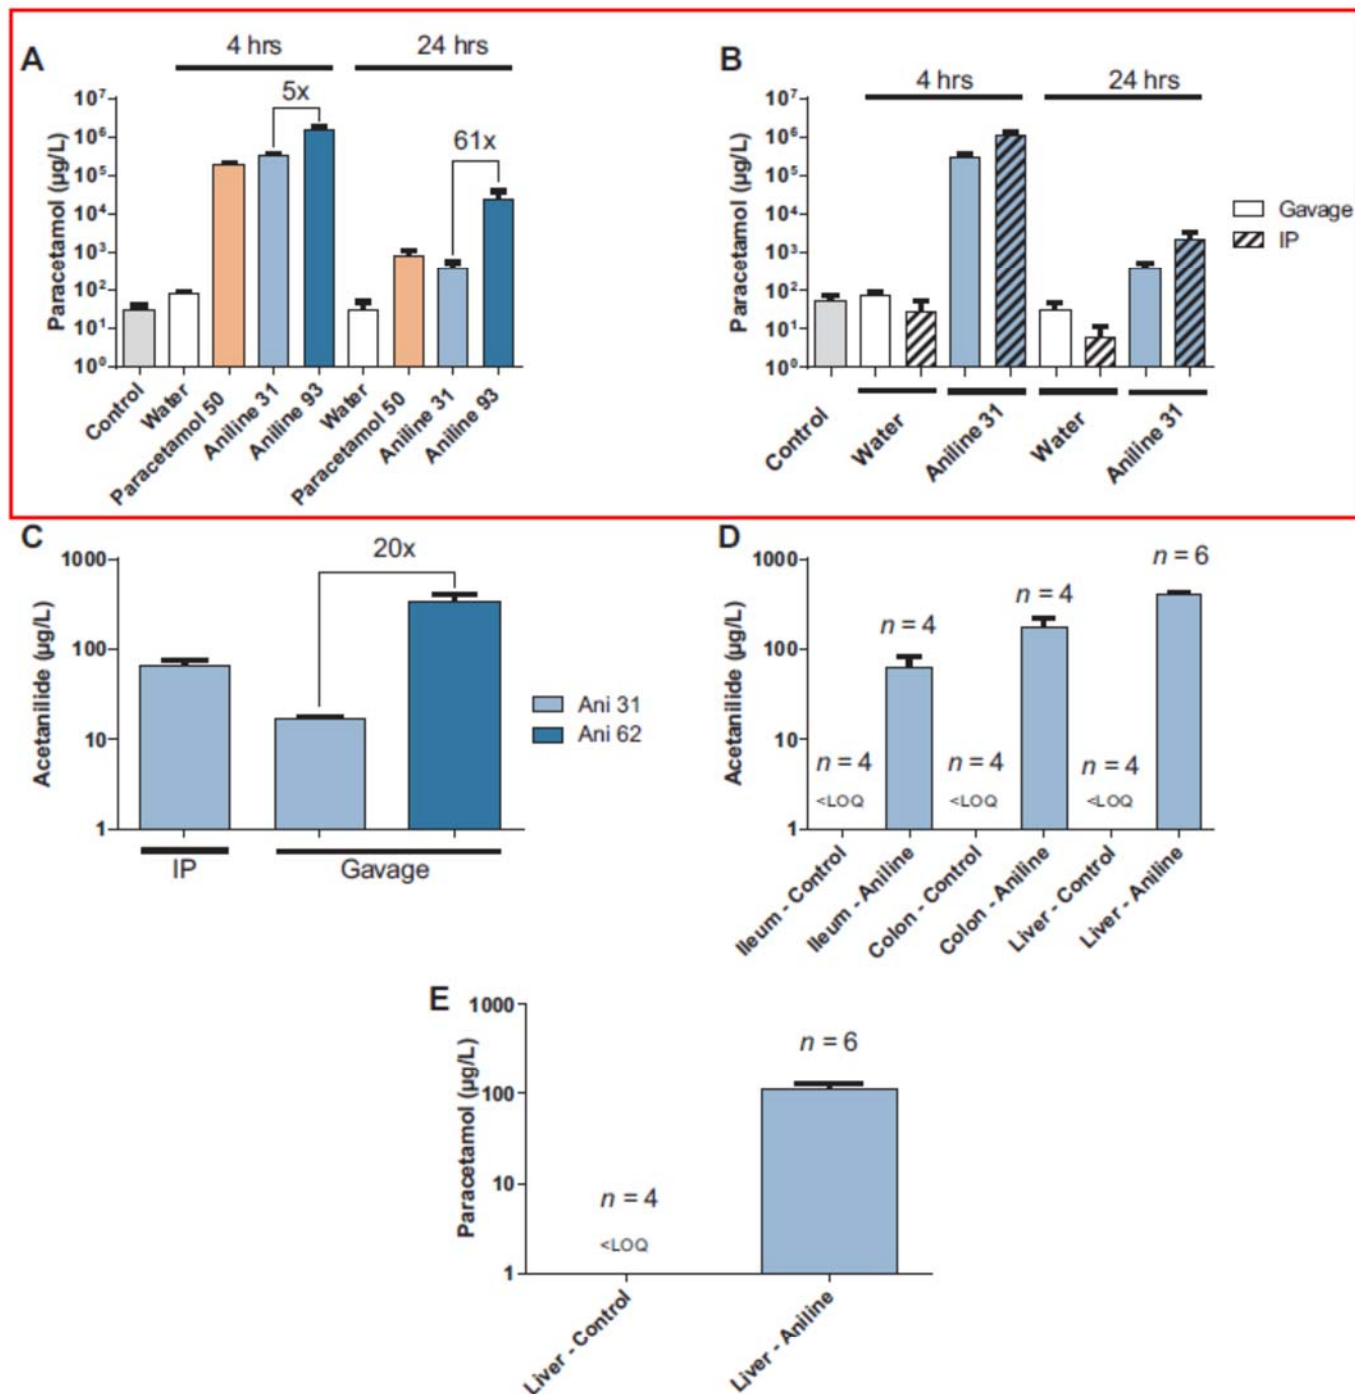 A
4 hrs
24 hrs
5x
61x
Paracetamol (µg/L)
10⁷
10⁶
10⁵
10⁴
10³
10²
10¹
10⁰
Control
Water
Paracetamol 50
Aniline 31
Aniline 93
Water
Paracetamol 50
Aniline 31
Aniline 93
B
4 hrs
24 hrs
Paracetamol (µg/L)
10⁷
10⁶
10⁵
10⁴
10³
10²
10¹
10⁰
Control
Water
Aniline 31
Water
Aniline 31
Gavage
IP
C
20x
Acetanilide (µg/L)
1000
100
10
1
IP
Gavage
Ani 31
Ani 62
D
Acetanilide (µg/L)
1000
100
10
1
n = 4
<LOQ
n = 4
n = 4
<LOQ
n = 4
n = 4
<LOQ
n = 6
Ileum - Control
Ileum - Aniline
Colon - Control
Colon - Aniline
Liver - Control
Liver - Aniline
E
Paracetamol (µg/L)
1000
100
10
1
n = 4
<LOQ
n = 6
Liver - Control
Liver - Aniline